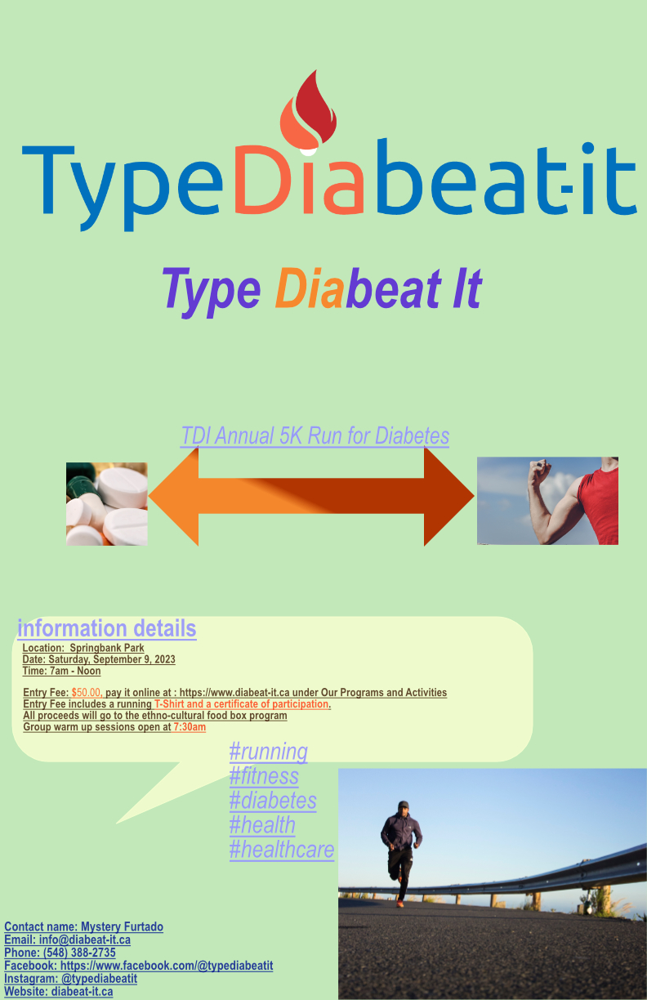 TypeDiabeat-it
Type Diabeat It
TDI Annual 5K Run for Diabetes
information details
Location: Springbank Park
Date: Saturday, September 9, 2023
Time: 7am - Noon
Entry Fee: $50.00, pay it online at : https://www.diabeat-it.ca under Our Programs and Activities
Entry Fee includes a running T-Shirt and a certificate of participation.
All proceeds will go to the ethno-cultural food box program
Group warm up sessions open at 7:30am
#running
#fitness
#diabetes
#health
#healthcare
Contact name: Mystery Furtado
Email: info@diabeat-it.ca
Phone: (548) 388-2735
Facebook: https://www.facebook.com/@typediabeatit
Instagram: @typediabeatit
Website: diabeat-it.ca